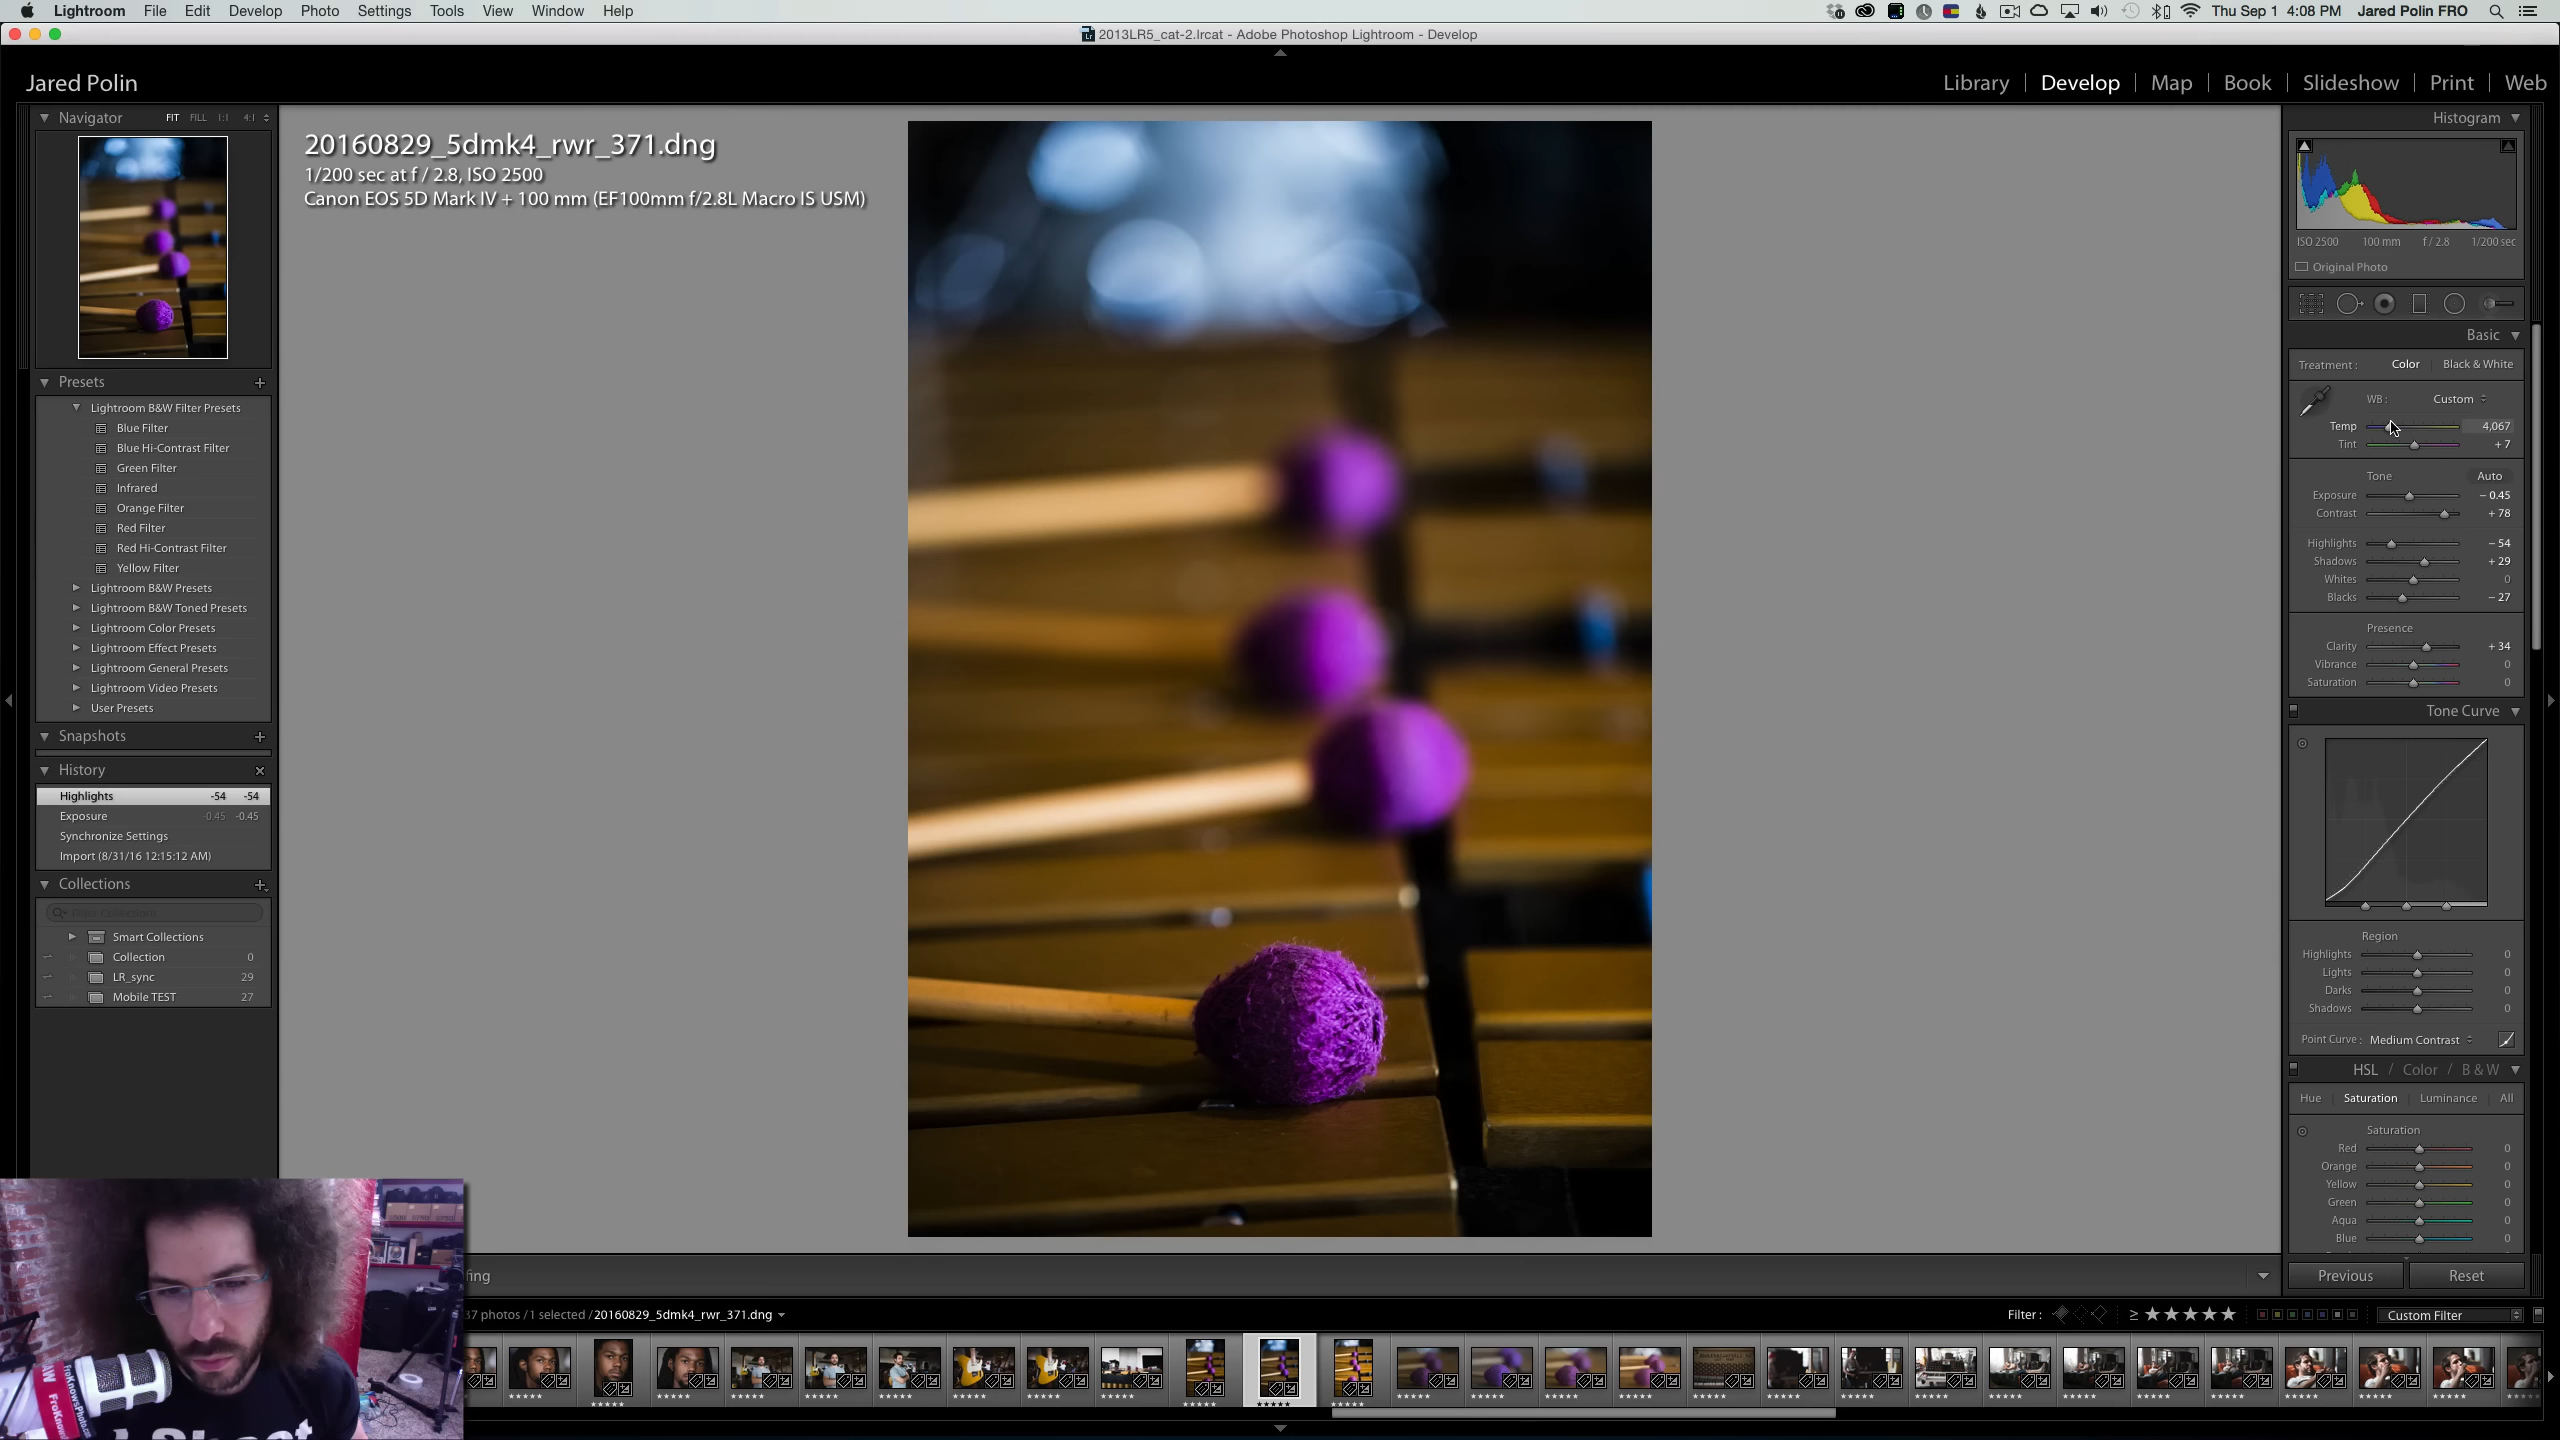 Lightroom File Edit Develop Photo Settings Tools View Window Help
Thu Sep 1 4:08 PM Jared Polin FRO
2013LR5_cat-2.lrcat - Adobe Photoshop Lightroom - Develop
Jared Polin
Library | Develop | Map | Book | Slideshow | Print | Web
Navigator FIT FILL 1:1 4:1
Presets
Lightroom B&W Filter Presets
Blue Filter
Blue Hi-Contrast Filter
Green Filter
Infrared
Orange Filter
Red Filter
Red Hi-Contrast Filter
Yellow Filter
Lightroom B&W Presets
Lightroom B&W Toned Presets
Lightroom Color Presets
Lightroom Effect Presets
Lightroom General Presets
Lightroom Video Presets
User Presets
Snapshots
History
Highlights -54 -54
Exposure -0.45 -0.45
Synchronize Settings
Import (8/31/16 12:15:12 AM)
Collections
Filter Collections
Smart Collections
Collection 0
LR_sync 29
Mobile TEST 27
20160829_5dmk4_rwr_371.dng
1/200 sec at f / 2.8, ISO 2500
Canon EOS 5D Mark IV + 100 mm (EF100mm f/2.8L Macro IS USM)
Histogram
ISO 2500 100 mm f / 2.8 1/200 sec
Original Photo
Basic
Treatment : Color | Black & White
WB : Custom
Temp 4,067
Tint + 7
Tone Auto
Exposure - 0.45
Contrast + 78
Highlights - 54
Shadows + 29
Whites 0
Blacks - 27
Presence
Clarity + 34
Vibrance 0
Saturation 0
Tone Curve
Region
Highlights 0
Lights 0
Darks 0
Shadows 0
Point Curve : Medium Contrast
HSL / Color / B & W
Hue | Saturation | Luminance | All
Saturation
Red 0
Orange 0
Yellow 0
Green 0
Aqua 0
Blue 0
Previous Reset
fing
37 photos / 1 selected / 20160829_5dmk4_rwr_371.dng
Filter : ≥ ★★★★★ Custom Filter
FroKnowsPhoto.com